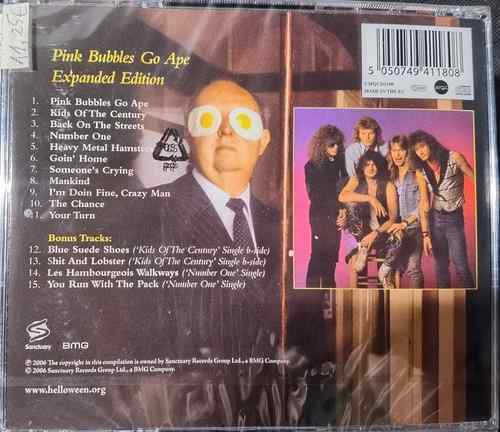 11,25
Pink Bubbles Go Ape
Expanded Edition
1. Pink Bubbles Go Ape
2. Kids Of The Century
3. Back On The Streets
4. Number One
5. Heavy Metal Hamsters
6. Goin' Home
7. Someone's Crying
8. Mankind
9. I'm Doin Fine, Crazy Man
10. The Chance
11. Your Turn
Bonus Tracks:
12. Blue Suede Shoes ('Kids Of The Century' Single b-side)
13. Shit And Lobster ('Kids Of The Century' Single b-side)
14. Les Hambourgeois Walkways ('Number One' Single)
15. You Run With The Pack ('Number One' Single)
Sanctuary BMG
℗ 2006 The copyright in this compilation is owned by Sanctuary Records Group Ltd., a BMG Company.
© 2006 Sanctuary Records Group Ltd., a BMG Company.
www.helloween.org
5 050749 411808
MADE IN THE EU